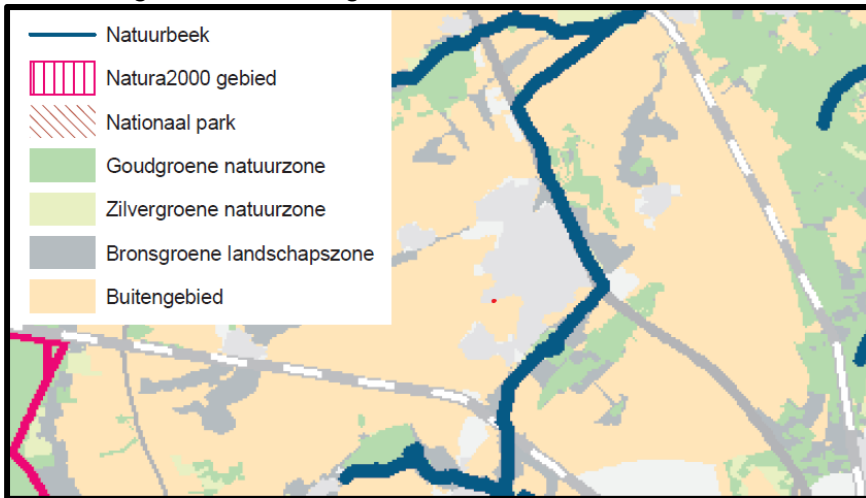 Natuurbeek
Natura2000 gebied
Nationaal park
Goudgroene natuurzone
Zilvergroene natuurzone
Bronsgroene landschapszone
Buitengebied